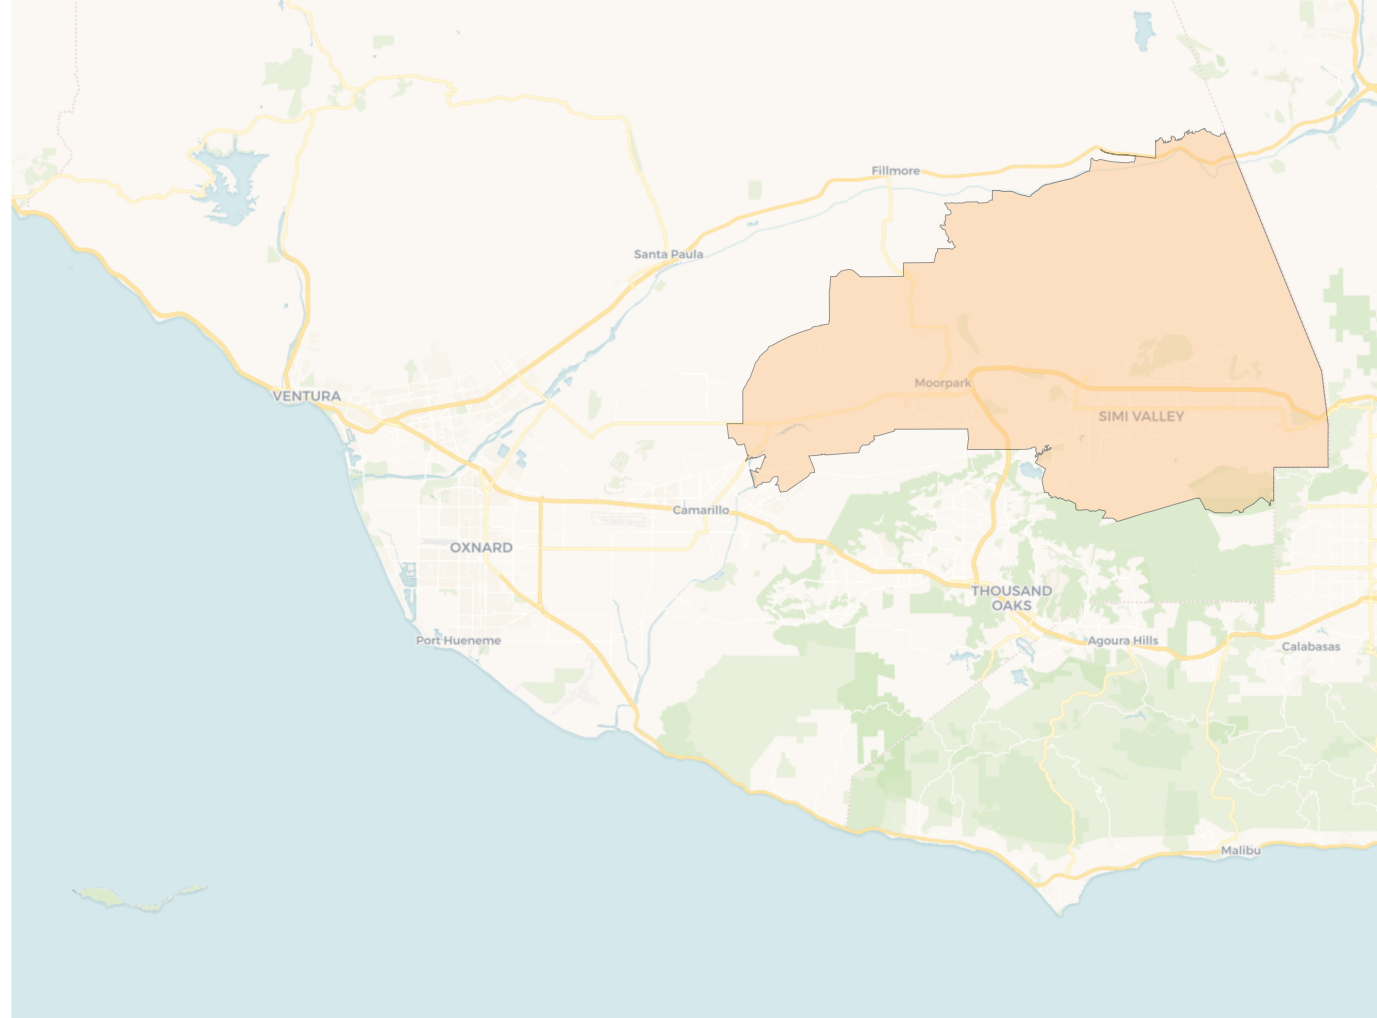 Fillmore
Santa Paula
Moorpark
VENTURA
SIMI VALLEY
Camarillo
OXNARD
THOUSAND
OAKS
Port Hueneme
Agoura Hills
Calabasas
Malibu